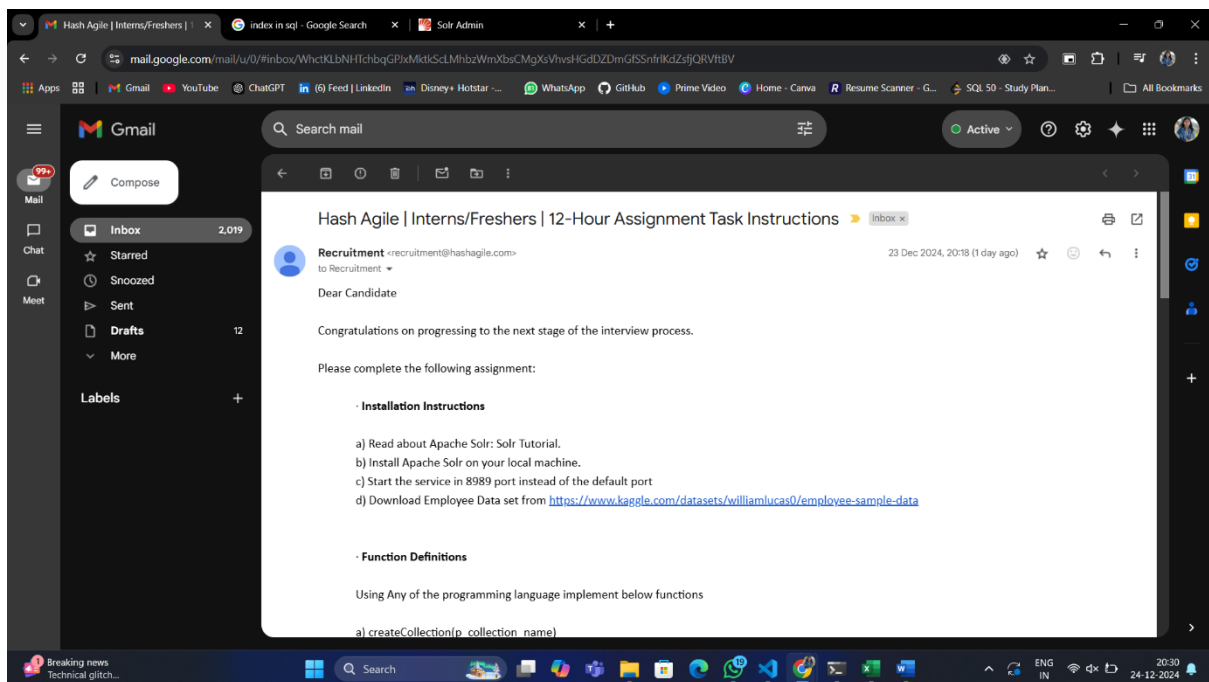 Hash Agile | Interns/Freshers | 1
index in sql - Google Search
Solr Admin
mail.google.com/mail/u/0/#inbox/
Apps
Gmail
YouTube
ChatGPT
(6) Feed | LinkedIn
Disney+ Hotstar -...
WhatsApp
GitHub
Prime Video
Home - Canva
Resume Scanner - G...
SQL 50 - Study Plan...
All Bookmarks
Gmail
Search mail
Active
99+
Mail
Chat
Meet
Compose
Inbox 2,019
Starred
Snoozed
Sent
Drafts 12
More
Labels
Hash Agile | Interns/Freshers | 12-Hour Assignment Task Instructions Inbox x
Recruitment <recruitment@hashagile.com> 23 Dec 2024, 20:18 (1 day ago)
to Recruitment
Dear Candidate
Congratulations on progressing to the next stage of the interview process.
Please complete the following assignment:
· Installation Instructions
a) Read about Apache Solr: Solr Tutorial.
b) Install Apache Solr on your local machine.
c) Start the service in 8989 port instead of the default port
d) Download Employee Data set from https://www.kaggle.com/datasets/williamlucas0/employee-sample-data
· Function Definitions
Using Any of the programming language implement below functions
a) createCollection(p_collection_name)
Breaking news
Technical glitch...
Search
ENG
IN
20:30
24-12-2024